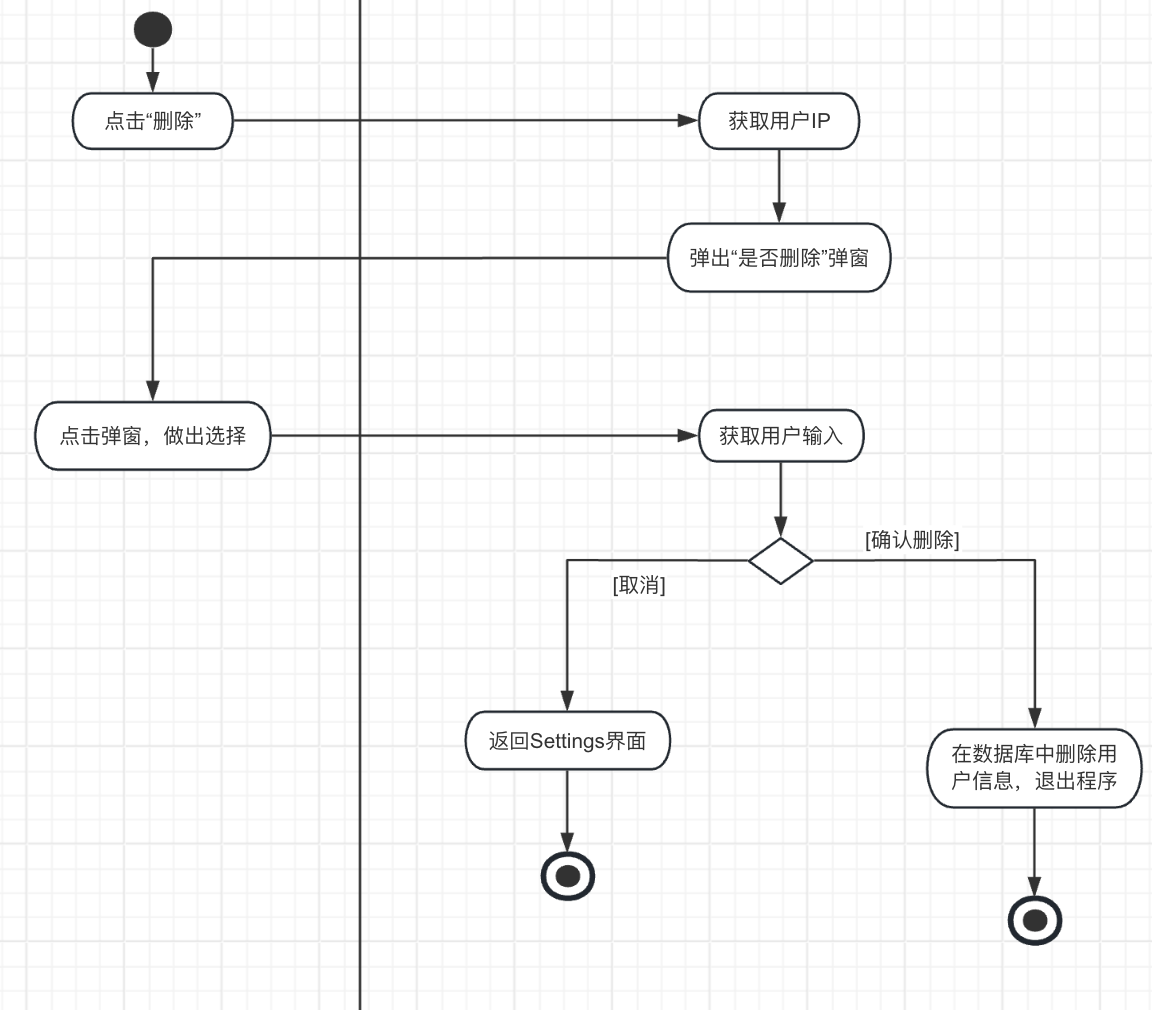 点击“删除”
获取用户IP
弹出“是否删除”弹窗
点击弹窗，做出选择
获取用户输入
[确认删除]
[取消]
返回Settings界面
在数据库中删除用
户信息，退出程序